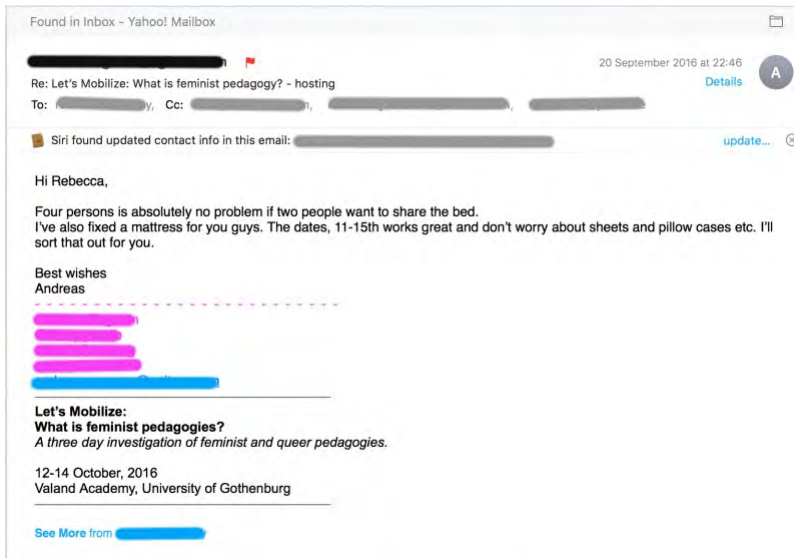 Found in Inbox - Yahoo! Mailbox
20 September 2016 at 22:46
Re: Let's Mobilize: What is feminist pedagogy? - hosting
Details
A
To: Cc:
Siri found updated contact info in this email:
update...
Hi Rebecca,
Four persons is absolutely no problem if two people want to share the bed.
I've also fixed a mattress for you guys. The dates, 11-15th works great and don't worry about sheets and pillow cases etc. I'll
sort that out for you.
Best wishes
Andreas
Let's Mobilize:
What is feminist pedagogies?
A three day investigation of feminist and queer pedagogies.
12-14 October, 2016
Valand Academy, University of Gothenburg
See More from